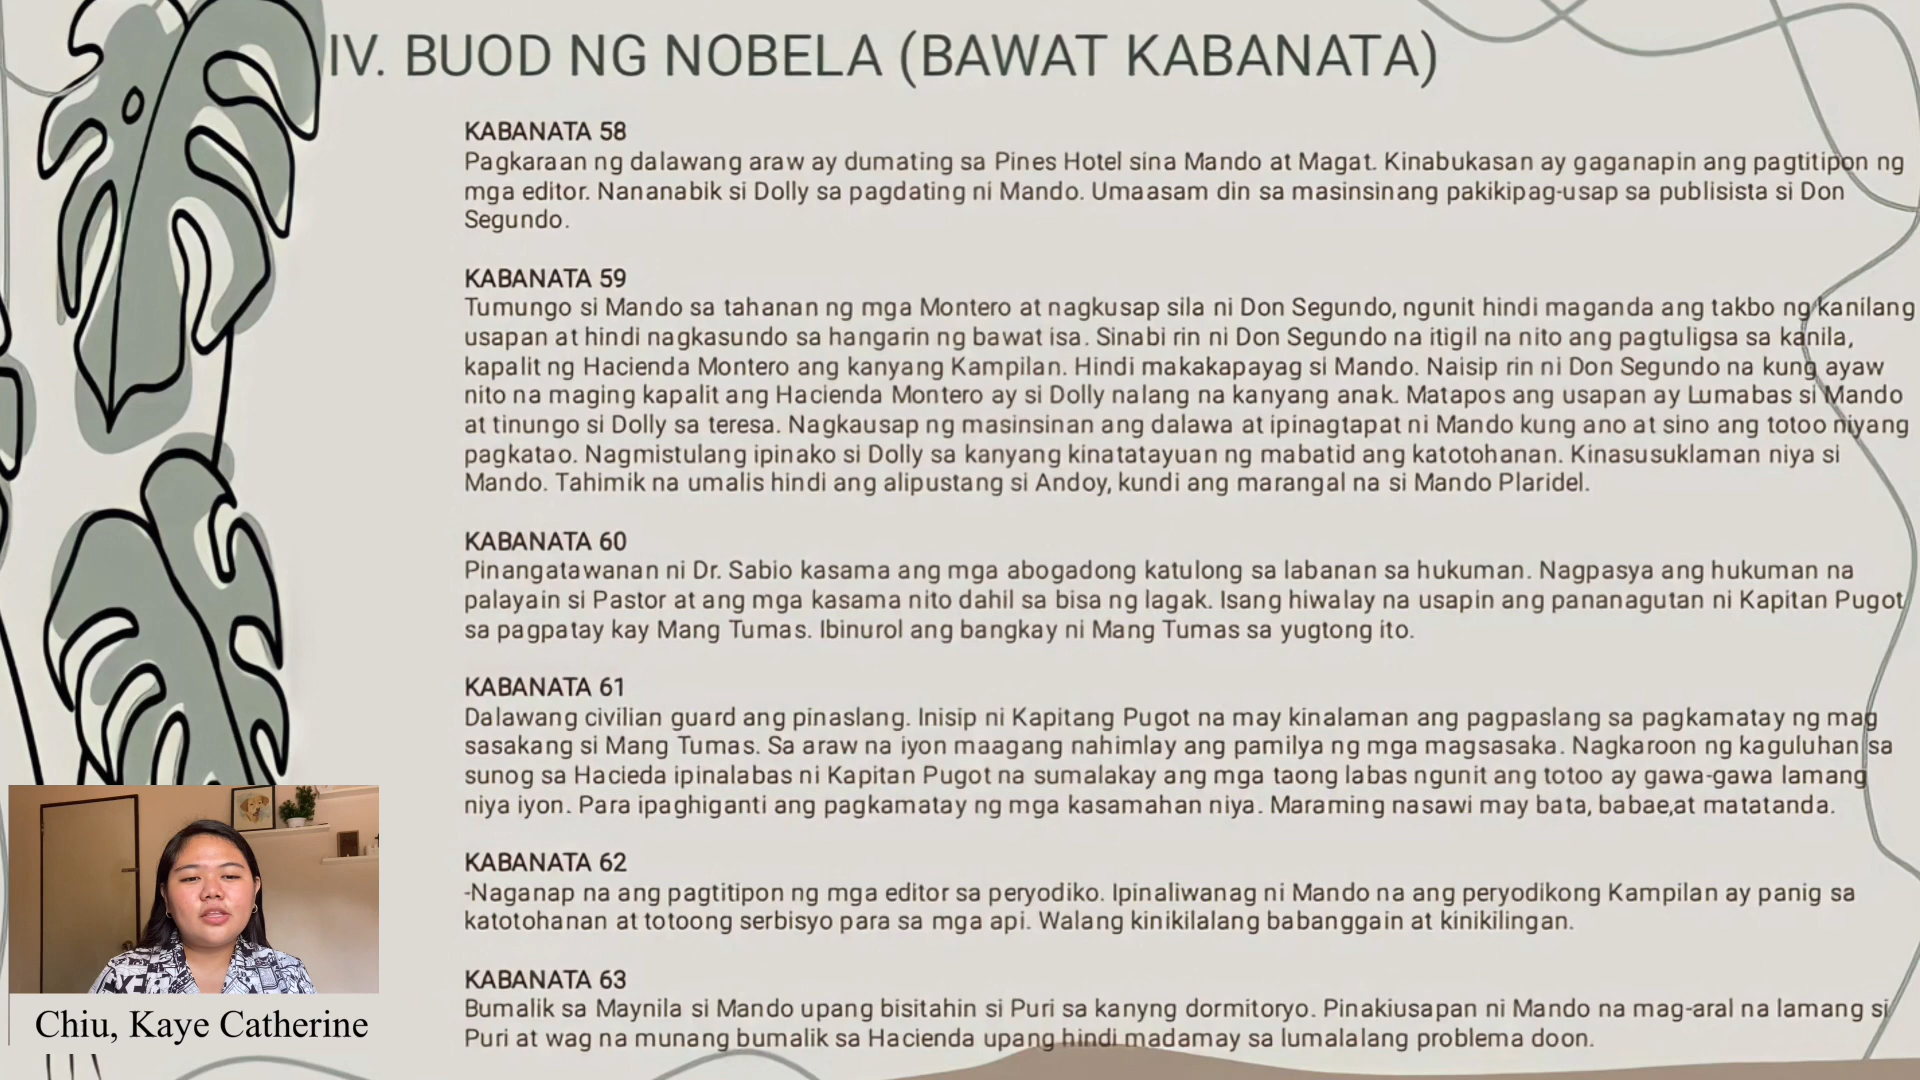 IV. BUOD NG NOBELA (BAWAT KABANATA)
KABANATA 58
Pagkaraan ng dalawang araw ay dumating sa Pines Hotel sina Mando at Magat. Kinabukasan ay gaganapin ang pagtitipon ng
mga editor. Nananabik si Dolly sa pagdating ni Mando. Umaasam din sa masinsinang pakikipag-usap sa publisista si Don
Segundo.
KABANATA 59
Tumungo si Mando sa tahanan ng mga Montero at nagkusap sila ni Don Segundo, ngunit hindi maganda ang takbo ng kanilang
usapan at hindi nagkasundo sa hangarin ng bawat isa. Sinabi rin ni Don Segundo na itigil na nito ang pagtuligsa sa kanila,
kapalit ng Hacienda Montero ang kanyang Kampilan. Hindi makakapayag si Mando. Naisip rin ni Don Segundo na kung ayaw
nito na maging kapalit ang Hacienda Montero ay si Dolly nalang na kanyang anak. Matapos ang usapan ay Lumabas si Mando
at tinungo si Dolly sa teresa. Nagkausap ng masinsinan ang dalawa at ipinagtapat ni Mando kung ano at sino ang totoo niyang
pagkatao. Nagmistulang ipinako si Dolly sa kanyang kinatatayuan ng mabatid ang katotohanan. Kinasusuklaman niya si
Mando. Tahimik na umalis hindi ang alipustang si Andoy, kundi ang marangal na si Mando Plaridel.
KABANATA 60
Pinangatawanan ni Dr. Sabio kasama ang mga abogadong katulong sa labanan sa hukuman. Nagpasya ang hukuman na
palayain si Pastor at ang mga kasama nito dahil sa bisa ng lagak. Isang hiwalay na usapin ang pananagutan ni Kapitan Pugot
sa pagpatay kay Mang Tumas. Ibinurol ang bangkay ni Mang Tumas sa yugtong ito.
KABANATA 61
Dalawang civilian guard ang pinaslang. Inisip ni Kapitang Pugot na may kinalaman ang pagpaslang sa pagkamatay ng mag
sasakang si Mang Tumas. Sa araw na iyon maagang nahimlay ang pamilya ng mga magsasaka. Nagkaroon ng kaguluhan sa
sunog sa Hacieda ipinalabas ni Kapitan Pugot na sumalakay ang mga taong labas ngunit ang totoo ay gawa-gawa lamang
niya iyon. Para ipaghiganti ang pagkamatay ng mga kasamahan niya. Maraming nasawi may bata, babae,at matatanda.
KABANATA 62
-Naganap na ang pagtitipon ng mga editor sa peryodiko. Ipinaliwanag ni Mando na ang peryodikong Kampilan ay panig sa
katotohanan at totoong serbisyo para sa mga api. Walang kinikilalang babanggain at kinikilingan.
KABANATA 63
Bumalik sa Maynila si Mando upang bisitahin si Puri sa kanyng dormitoryo. Pinakiusapan ni Mando na mag-aral na lamang si
Puri at wag na munang bumalik sa Hacienda upang hindi madamay sa lumalalang problema doon.
Chiu, Kaye Catherine